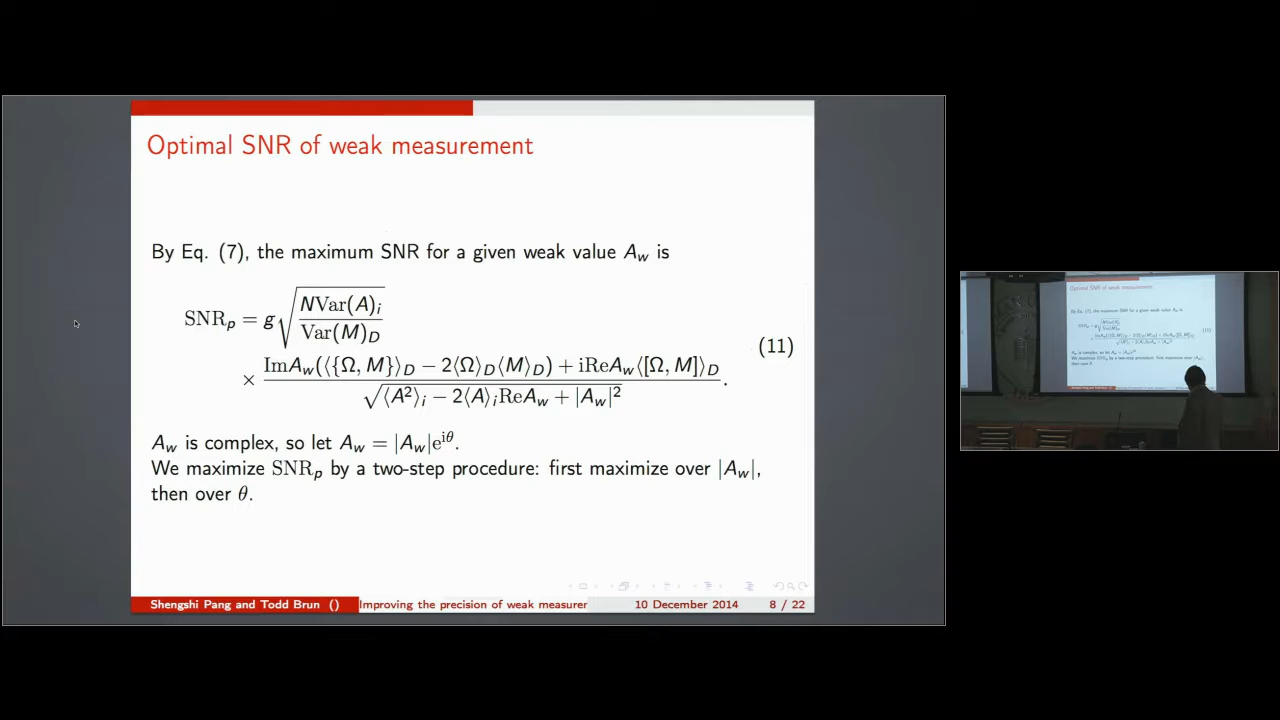 Optimal SNR of weak measurement
By Eq. (7), the maximum SNR for a given weak value A_w is
SNR_p = g √(NVar(A)_i / Var(M)_D)
× (ImA_w(⟨{Ω, M}⟩_D − 2⟨Ω⟩_D⟨M⟩_D) + iReA_w⟨[Ω, M]⟩_D) / √(⟨A²⟩_i − 2⟨A⟩_iReA_w + |A_w|²).
(11)
A_w is complex, so let A_w = |A_w|e^{iθ}.
We maximize SNR_p by a two-step procedure: first maximize over |A_w|,
then over θ.
Shengshi Pang and Todd Brun () Improving the precision of weak measurer 10 December 2014 8 / 22